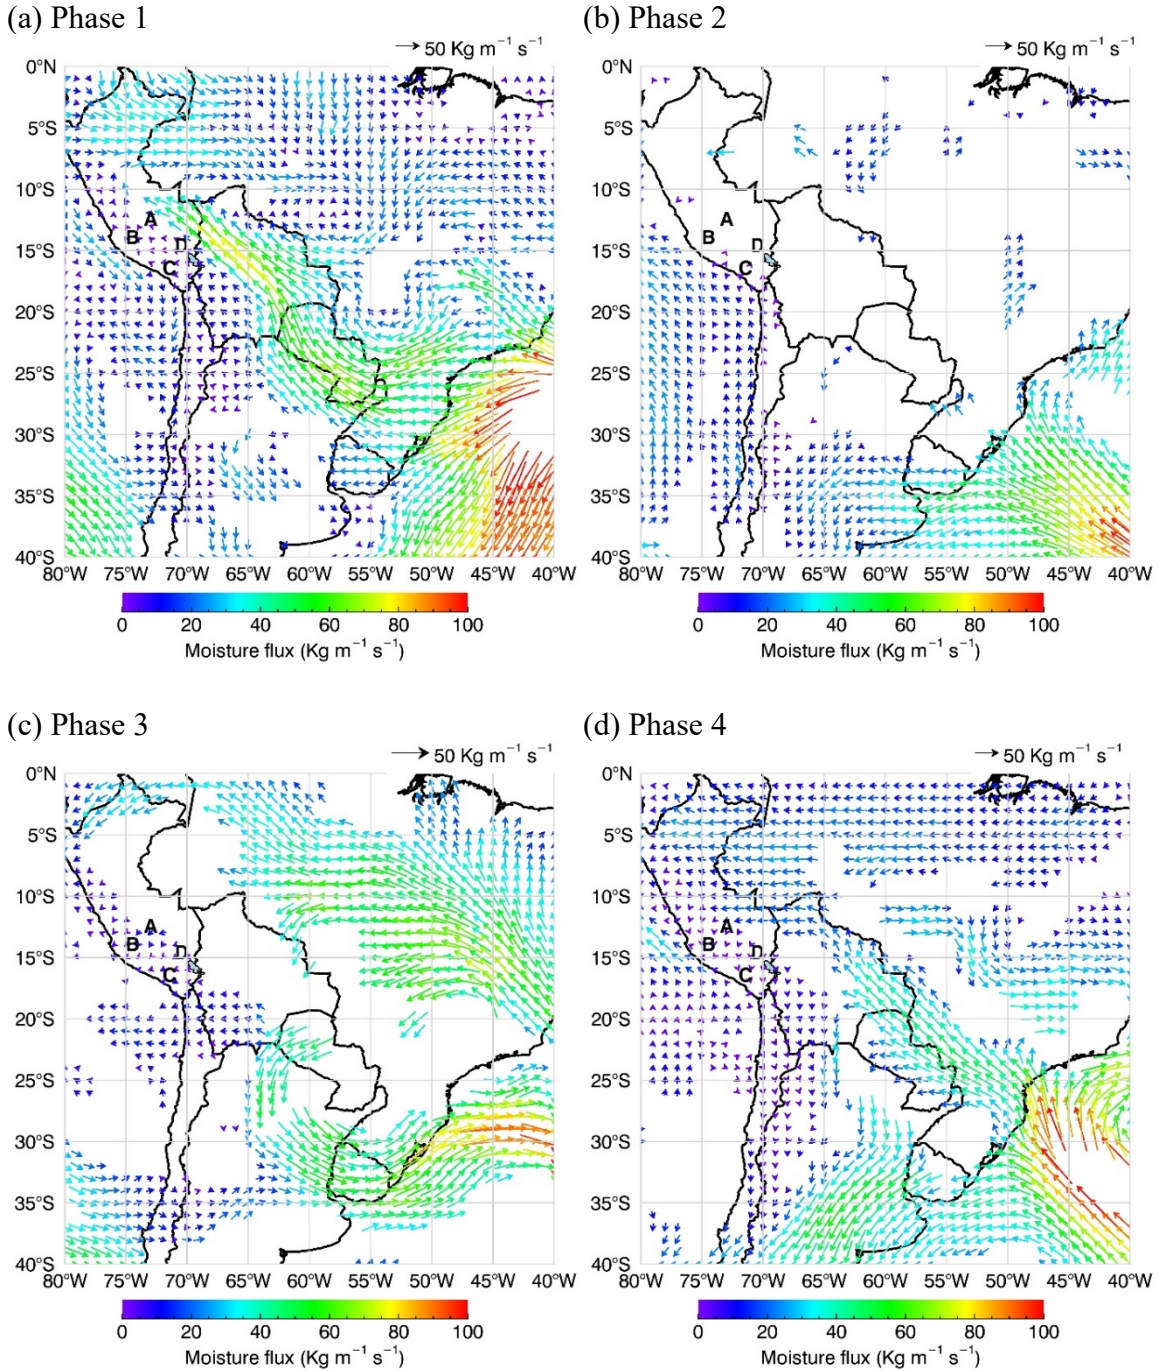 (a) Phase 1
(b) Phase 2
50 Kg m⁻¹ s⁻¹
50 Kg m⁻¹ s⁻¹
0°N
5°S
10°S
15°S
20°S
25°S
30°S
35°S
40°S
A
B
D
C
80°W 75°W 70°W 65°W 60°W 55°W 50°W 45°W 40°W
0 20 40 60 80 100
Moisture flux (Kg m⁻¹ s⁻¹)
0°N
5°S
10°S
15°S
20°S
25°S
30°S
35°S
40°S
A
B
D
C
80°W 75°W 70°W 65°W 60°W 55°W 50°W 45°W 40°W
0 20 40 60 80 100
Moisture flux (Kg m⁻¹ s⁻¹)
(c) Phase 3
(d) Phase 4
50 Kg m⁻¹ s⁻¹
50 Kg m⁻¹ s⁻¹
0°N
5°S
10°S
15°S
20°S
25°S
30°S
35°S
40°S
A
B
D
C
80°W 75°W 70°W 65°W 60°W 55°W 50°W 45°W 40°W
0 20 40 60 80 100
Moisture flux (Kg m⁻¹ s⁻¹)
0°N
5°S
10°S
15°S
20°S
25°S
30°S
35°S
40°S
A
B
D
C
80°W 75°W 70°W 65°W 60°W 55°W 50°W 45°W 40°W
0 20 40 60 80 100
Moisture flux (Kg m⁻¹ s⁻¹)